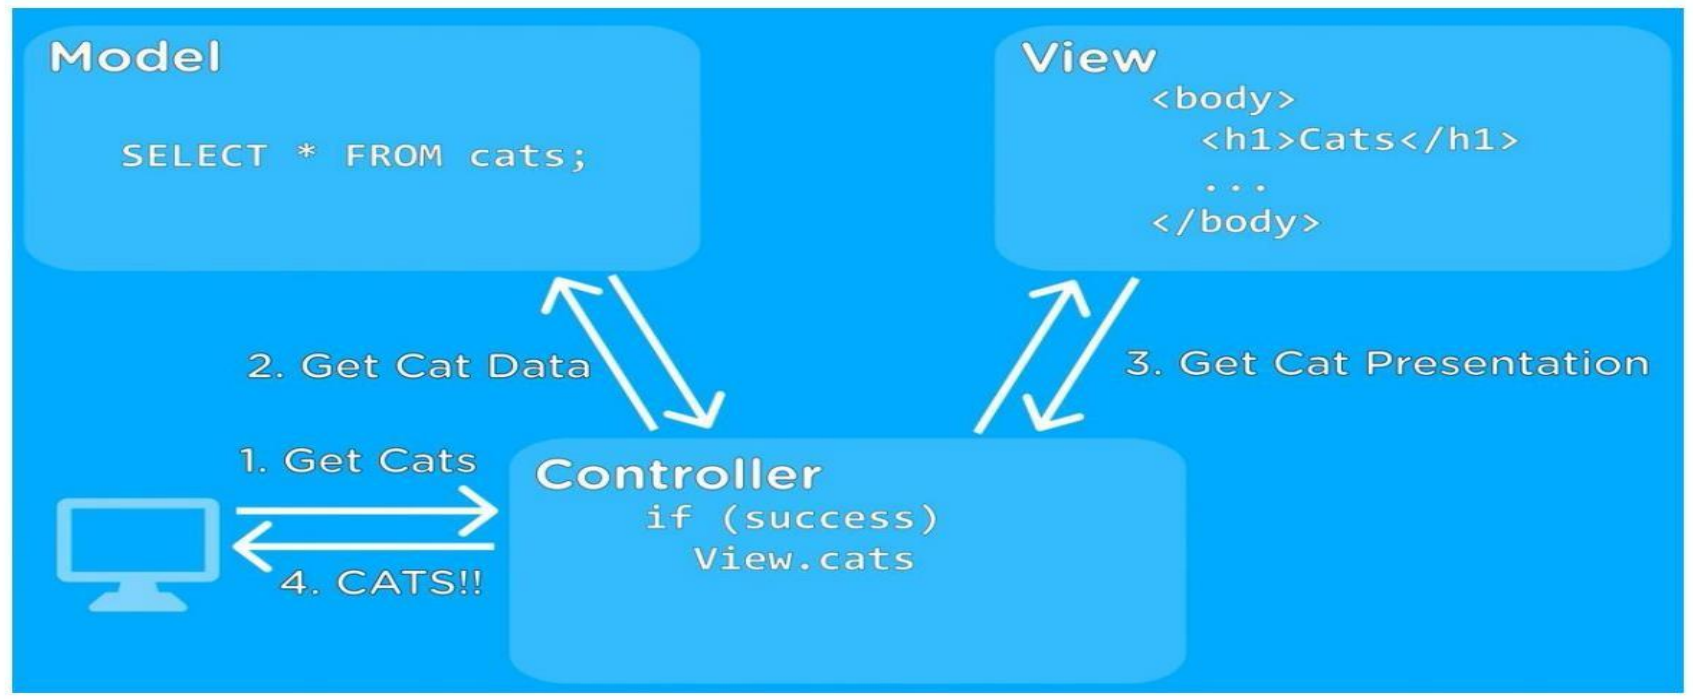 Model
SELECT * FROM cats;
View
<body>
<h1>Cats</h1>
...
</body>
2. Get Cat Data
3. Get Cat Presentation
1. Get Cats
4. CATS!!
Controller
if (success)
View.cats